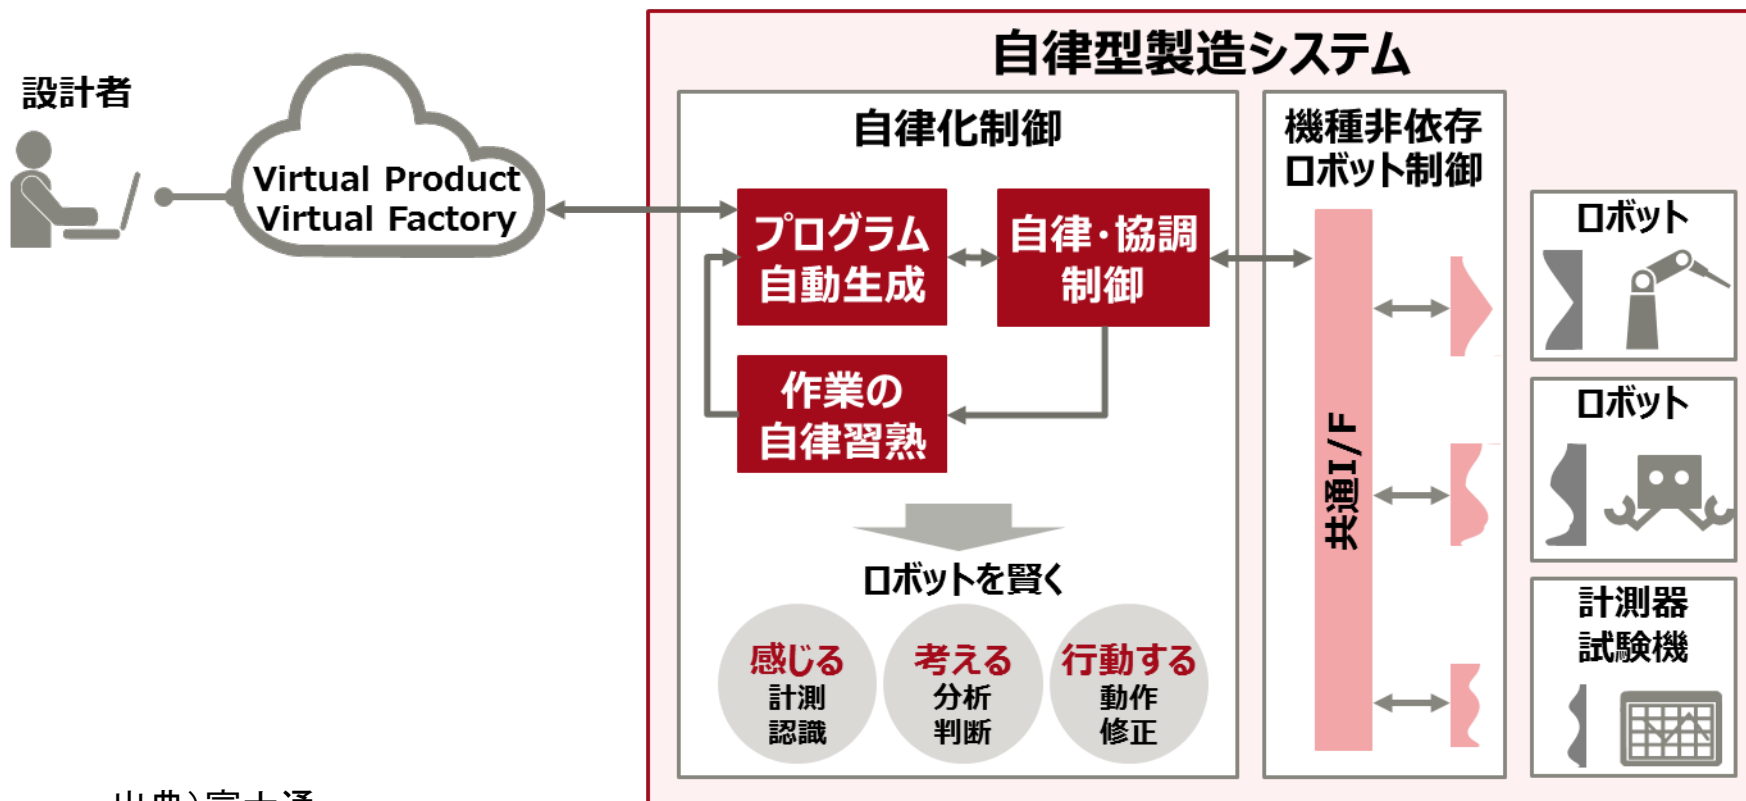 自律型製造システム
設計者
Virtual Product
Virtual Factory
自律化制御
プログラム
自動生成
自律・協調
制御
作業の
自律習熟
ロボットを賢く
感じる
計測
認識
考える
分析
判断
行動する
動作
修正
機種非依存
ロボット制御
共通I/F
ロボット
ロボット
計測器
試験機
出典)富士通